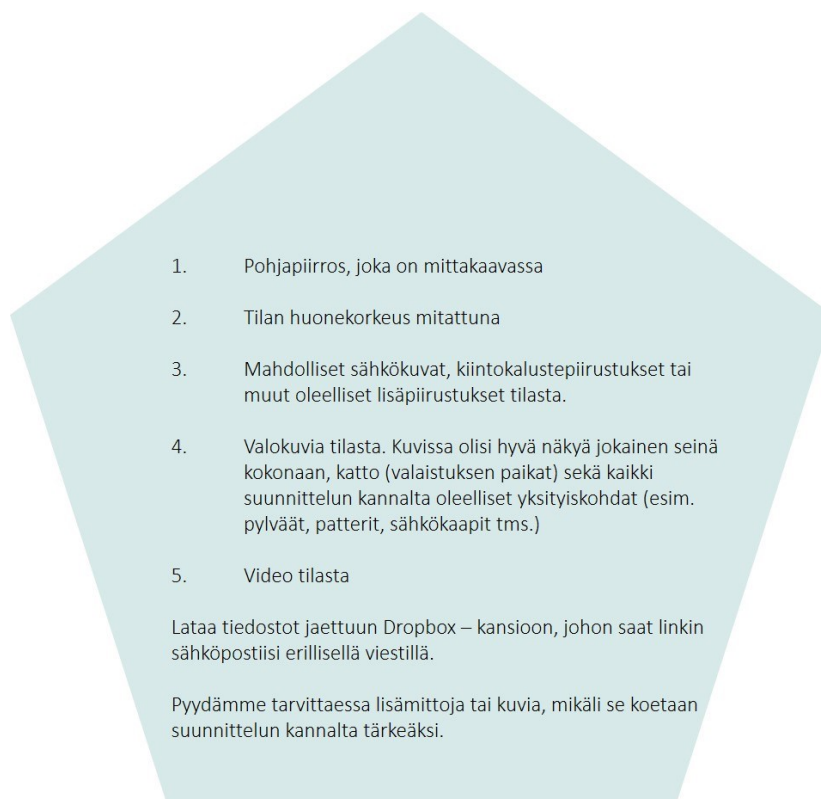 1. Pohjapiirros, joka on mittakaavassa
2. Tilan huonekorkeus mitattuna
3. Mahdolliset sähkökuvat, kiintokalustepiirustukset tai
muut oleelliset lisäpiirustukset tilasta.
4. Valokuvia tilasta. Kuvissa olisi hyvä näkyä jokainen seinä
kokonaan, katto (valaistuksen paikat) sekä kaikki
suunnittelun kannalta oleelliset yksityiskohdat (esim.
pylväät, patterit, sähkökaapit tms.)
5. Video tilasta
Lataa tiedostot jaettuun Dropbox – kansioon, johon saat linkin
sähköpostiisi erillisellä viestillä.
Pyydämme tarvittaessa lisämittoja tai kuvia, mikäli se koetaan
suunnittelun kannalta tärkeäksi.